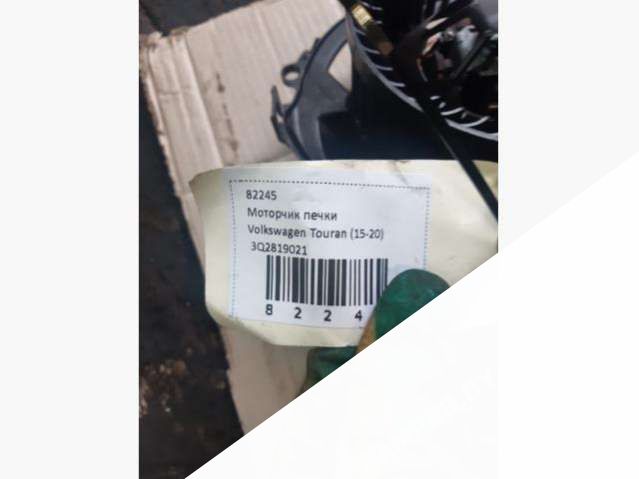 82245
Моторчик печки
Volkswagen Touran (15-20)
3Q2819021
8 2 2 4